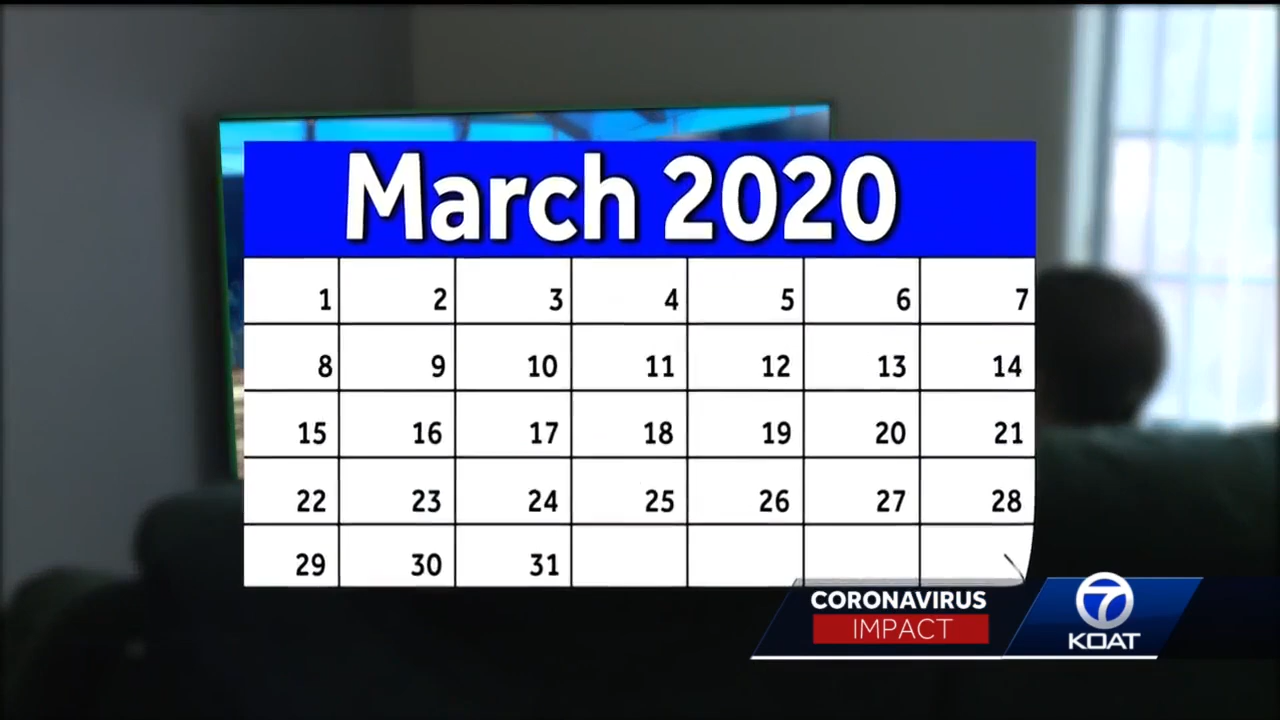 March 2020
1 2 3 4 5 6 7
8 9 10 11 12 13 14
15 16 17 18 19 20 21
22 23 24 25 26 27 28
29 30 31
CORONAVIRUS
IMPACT
7
KOAT